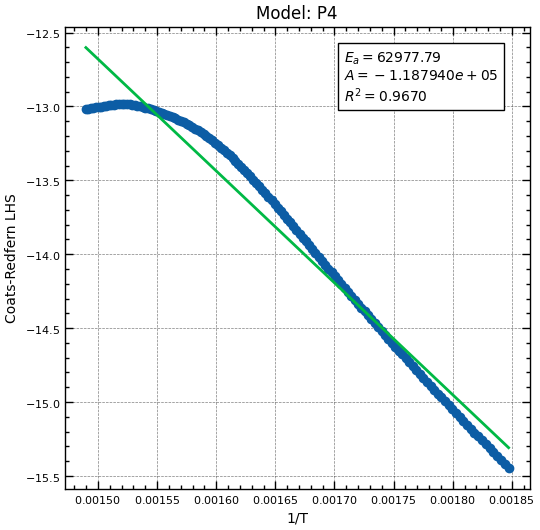 Model: P4
−12.5
−13.0
−13.5
−14.0
−14.5
−15.0
−15.5
Coats-Redfern LHS
Eₐ = 62977.79
A = −1.187940e + 05
R² = 0.9670
0.00150 0.00155 0.00160 0.00165 0.00170 0.00175 0.00180 0.00185
1/T